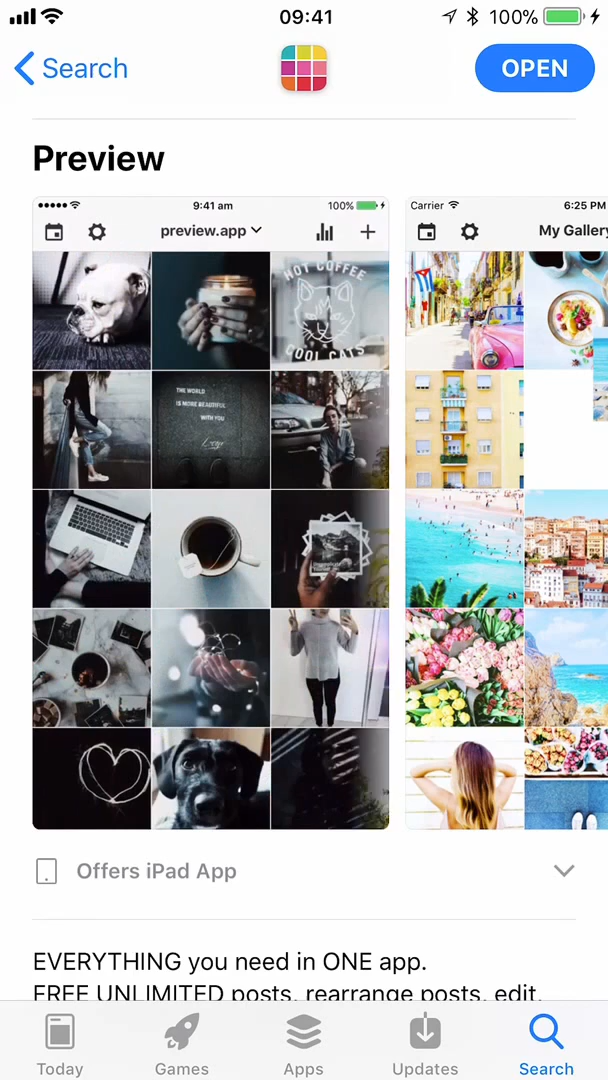 09:41
100%
Search
OPEN
Preview
9:41 am
100%
preview.app
Carrier
6:25 PM
My Gallery
HOT COFFEE
COOL CATS
THE WORLD
IS MORE BEAUTIFUL
WITH YOU
Offers iPad App
EVERYTHING you need in ONE app.
FREE UNLIMITED posts, rearrange posts, edit,
Today
Games
Apps
Updates
Search